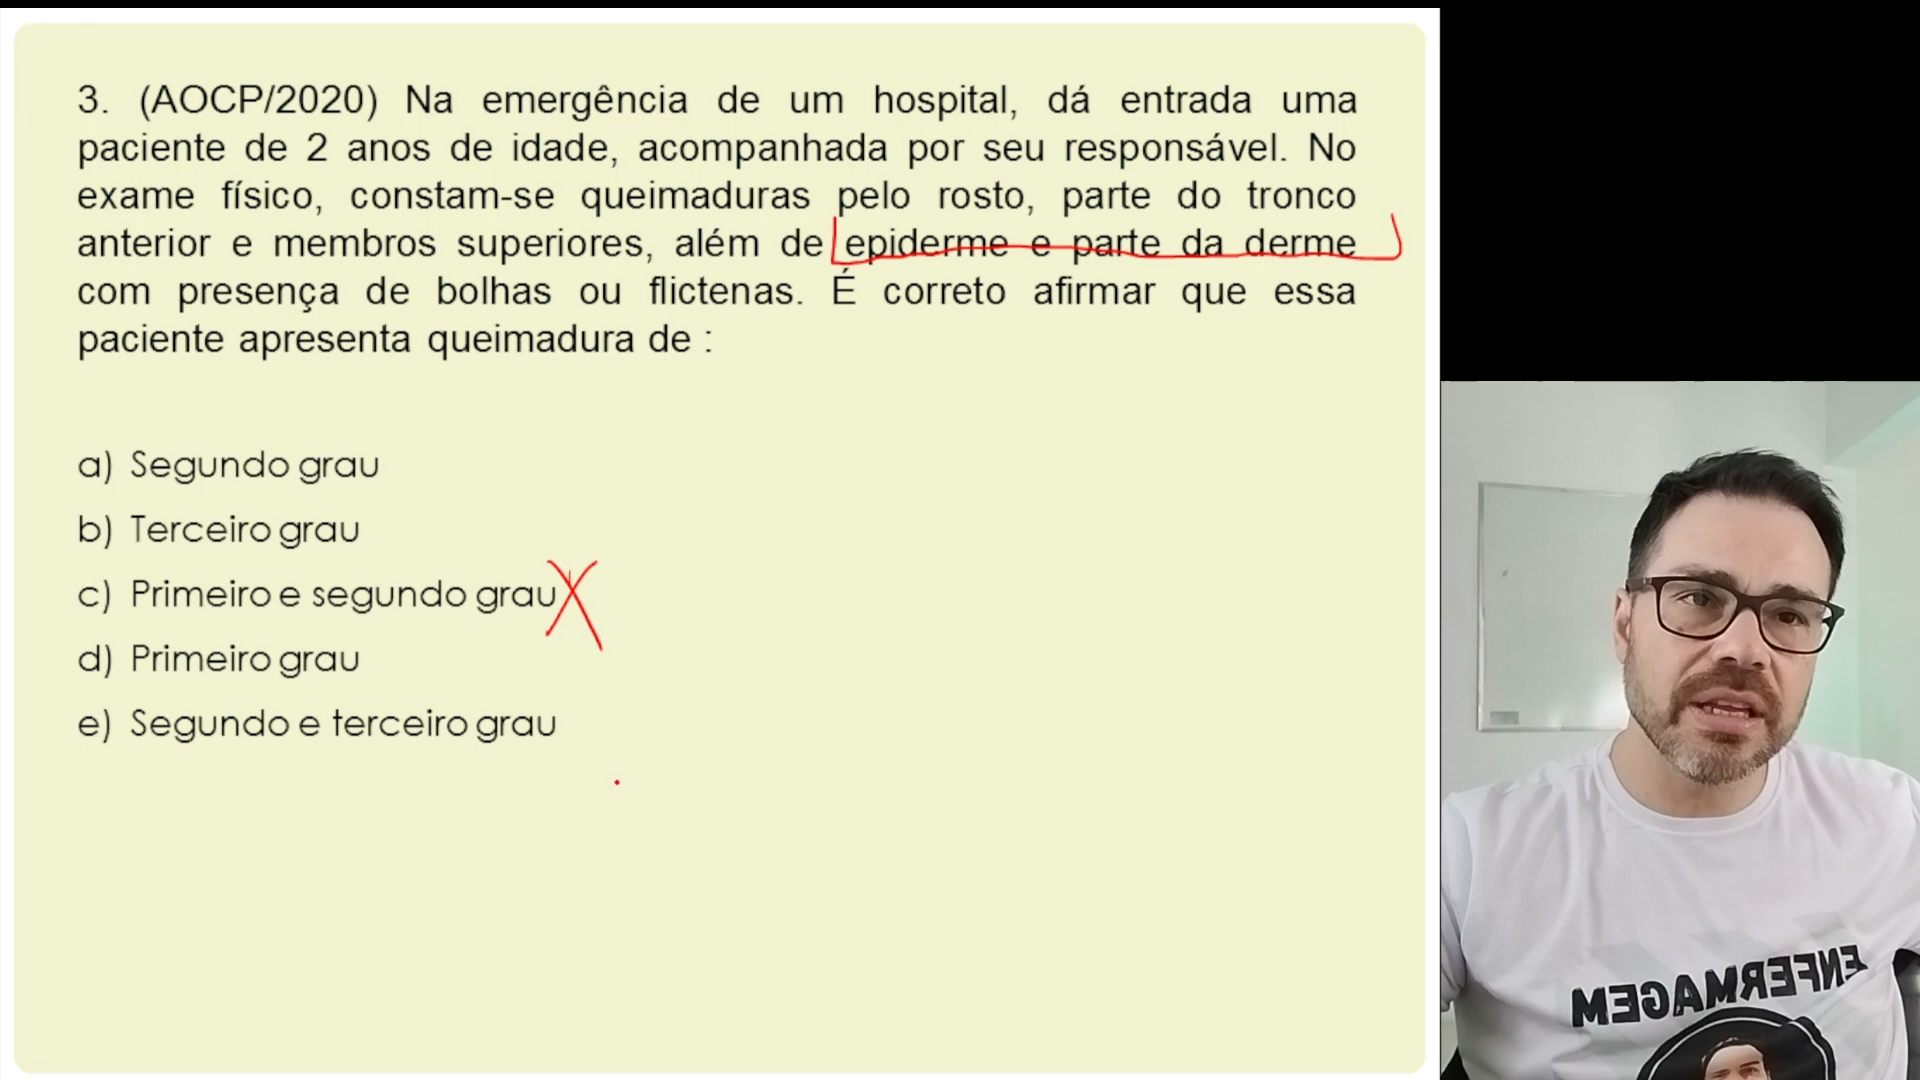 3. (AOCP/2020) Na emergência de um hospital, dá entrada uma
paciente de 2 anos de idade, acompanhada por seu responsável. No
exame físico, constam-se queimaduras pelo rosto, parte do tronco
anterior e membros superiores, além de epiderme e parte da derme
com presença de bolhas ou flictenas. É correto afirmar que essa
paciente apresenta queimadura de :
a) Segundo grau
b) Terceiro grau
c) Primeiro e segundo grau
d) Primeiro grau
e) Segundo e terceiro grau
ENFERMAGEM